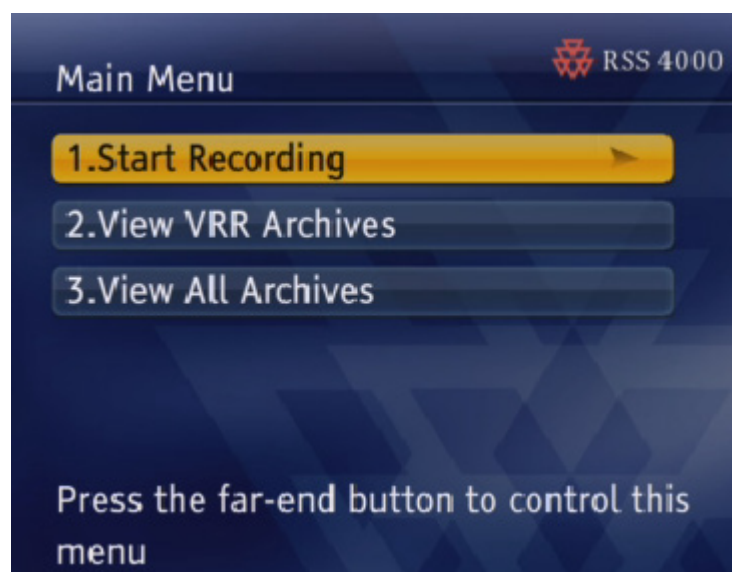 Main Menu
RSS 4000
1.Start Recording
2.View VRR Archives
3.View All Archives
Press the far-end button to control this
menu